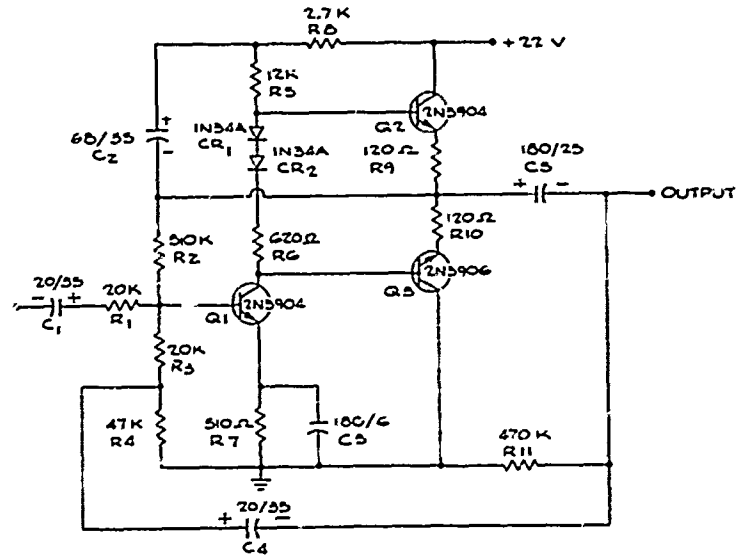 2.7 K
R8
+22 V
12K
R5
2N3904
Q2
68/35
C2
+
-
1N34A
CR1
1N34A
CR2
120Ω
R9
180/25
+ -
C5
OUTPUT
510K
R2
620Ω
R6
120Ω
R10
2N3906
Q3
20/35
- +
C1
20K
R1
2N3904
Q1
20K
R3
47K
R4
510Ω
R7
180/6
C3
470 K
R11
20/35
+ -
C4